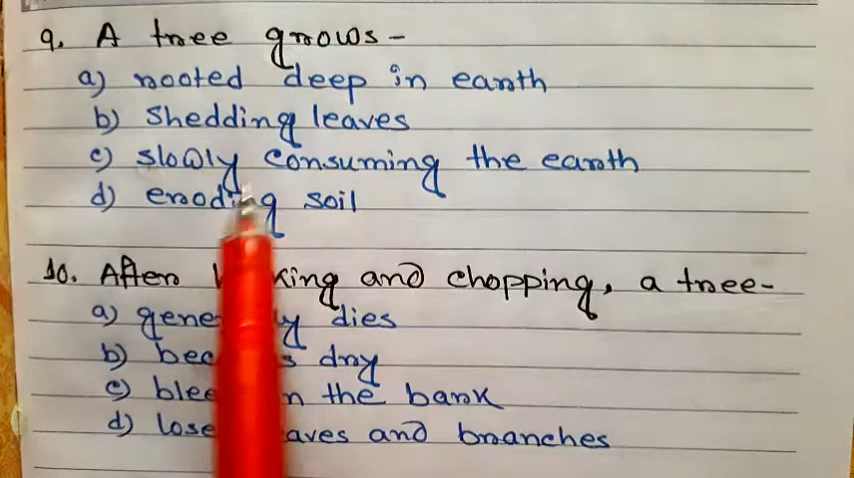 9. A tree grows-
a) rooted deep in earth
b) shedding leaves
c) slowly consuming the earth
d) eroding soil
10. After and chopping, a tree-
a) dies
b) dry
c) in the bark
d) and branches